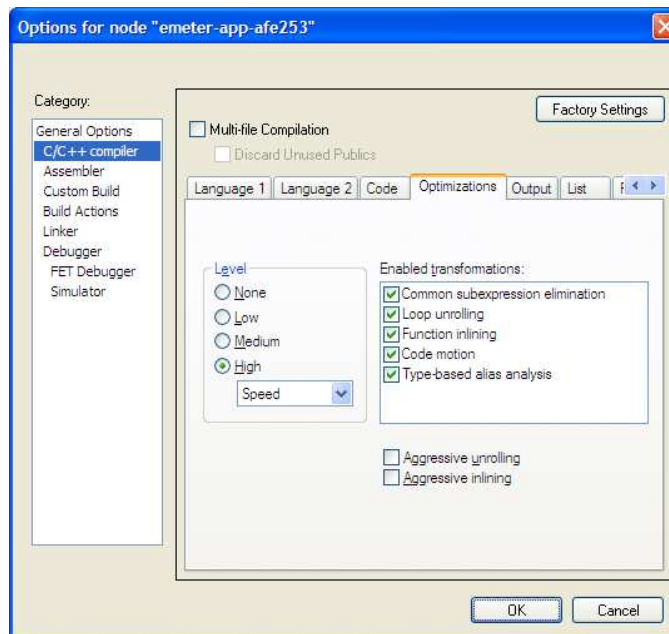 Options for node "emeter-app-afe253"
Category:
General Options
C/C++ compiler
Assembler
Custom Build
Build Actions
Linker
Debugger
FET Debugger
Simulator
Factory Settings
Multi-file Compilation
Discard Unused Publics
Language 1 Language 2 Code Optimizations Output List
Level
None
Low
Medium
High
Speed
Enabled transformations:
Common subexpression elimination
Loop unrolling
Function inlining
Code motion
Type-based alias analysis
Aggressive unrolling
Aggressive inlining
OK Cancel